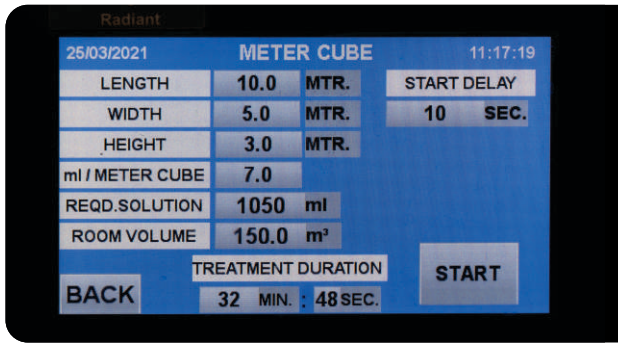 Radiant
25/03/2021 METER CUBE 11:17:19
LENGTH 10.0 MTR. START DELAY
WIDTH 5.0 MTR. 10 SEC.
HEIGHT 3.0 MTR.
ml / METER CUBE 7.0
REQD.SOLUTION 1050 ml
ROOM VOLUME 150.0 m³
TREATMENT DURATION START
BACK 32 MIN. : 48 SEC.